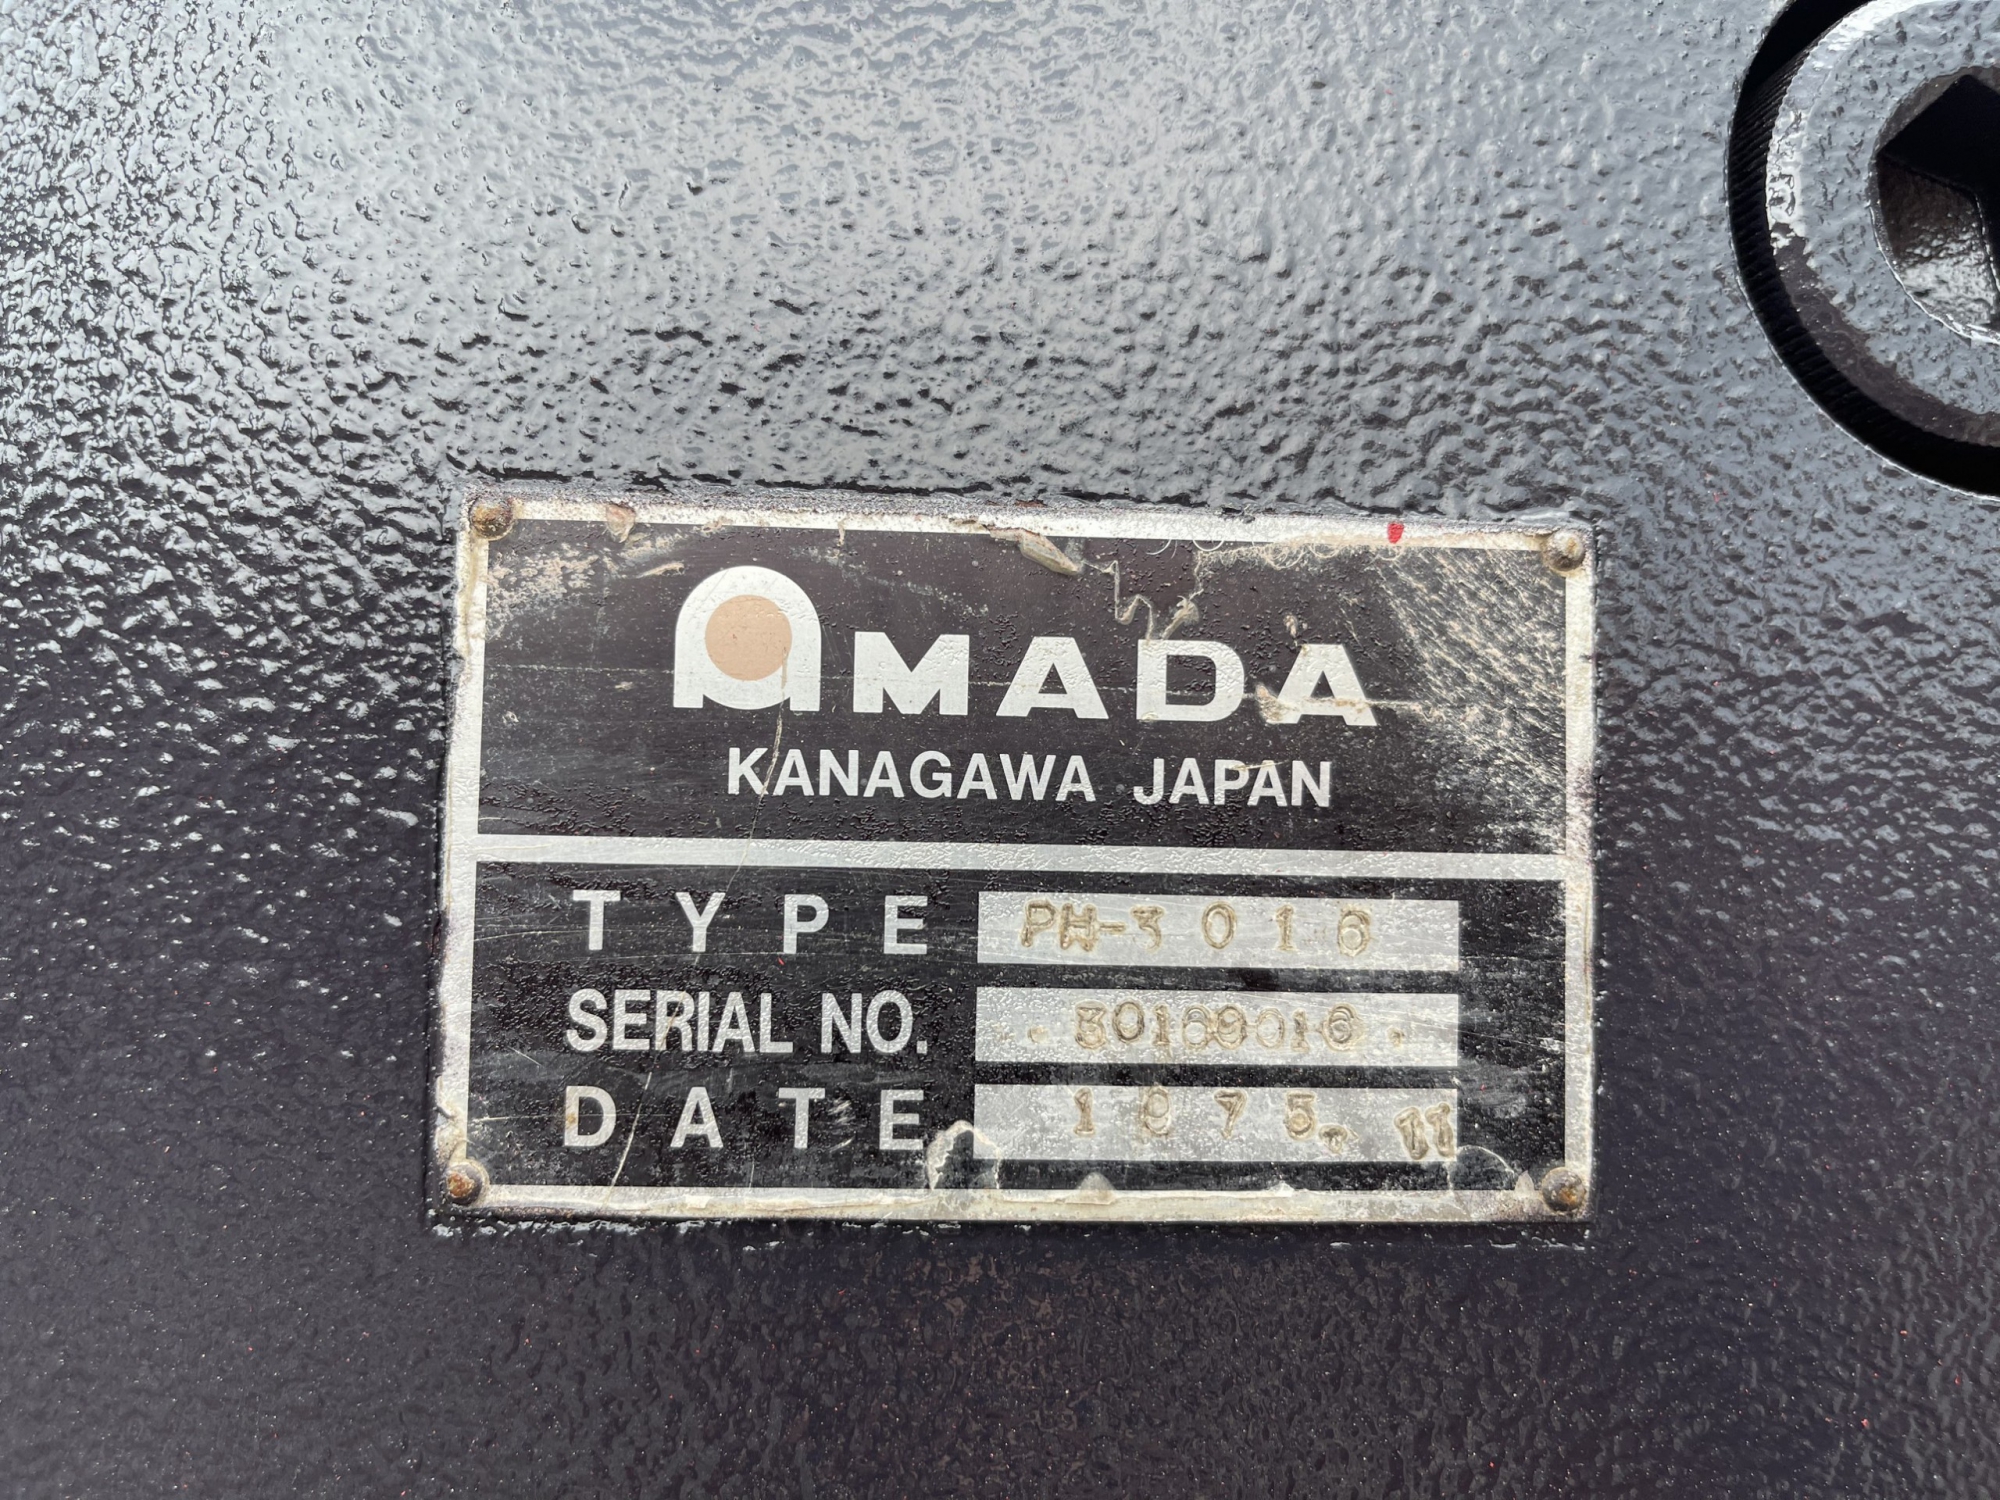 AMADA
KANAGAWA JAPAN
TYPE PH-3016
SERIAL NO. 30169016
DATE 1975. 11